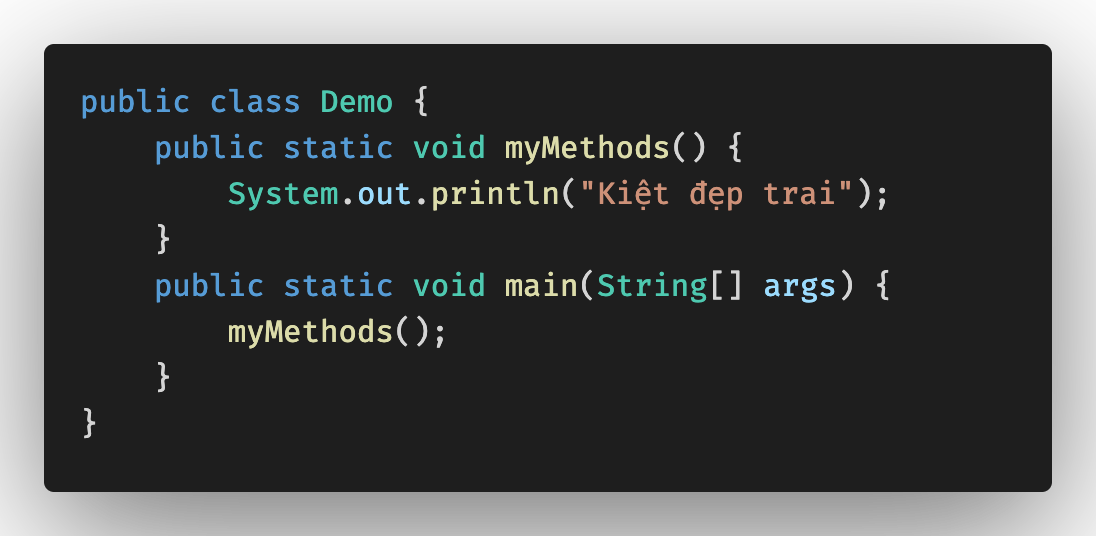 public class Demo {
    public static void myMethods() {
        System.out.println("Kiệt đẹp trai");
    }
    public static void main(String[] args) {
        myMethods();
    }
}